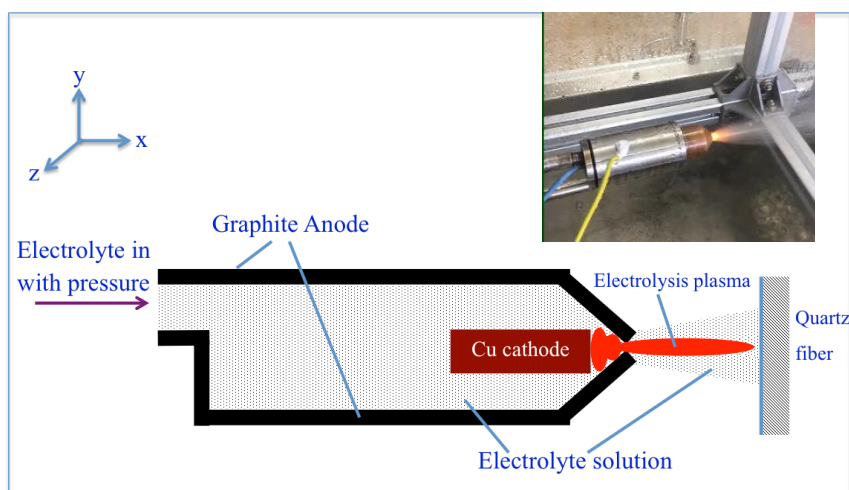 y
x
z
Graphite Anode
Electrolyte in
with pressure
Electrolysis plasma
Quartz
fiber
Cu cathode
Electrolyte solution